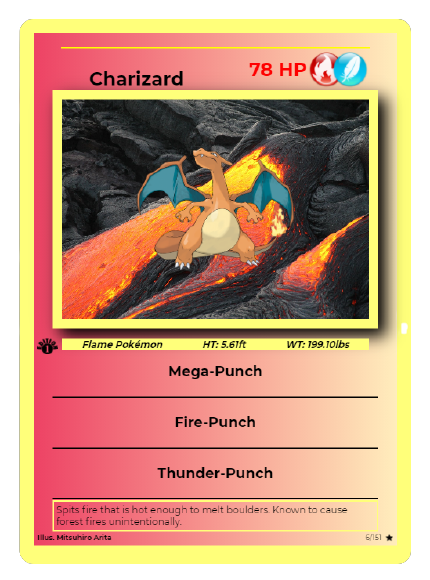 78 HP
Charizard
1
Flame Pokémon HT: 5.61ft WT: 199.10lbs
Mega-Punch
Fire-Punch
Thunder-Punch
Spits fire that is hot enough to melt boulders. Known to cause
forest fires unintentionally.
Illus. Mitsuhiro Arita 6/151 ★